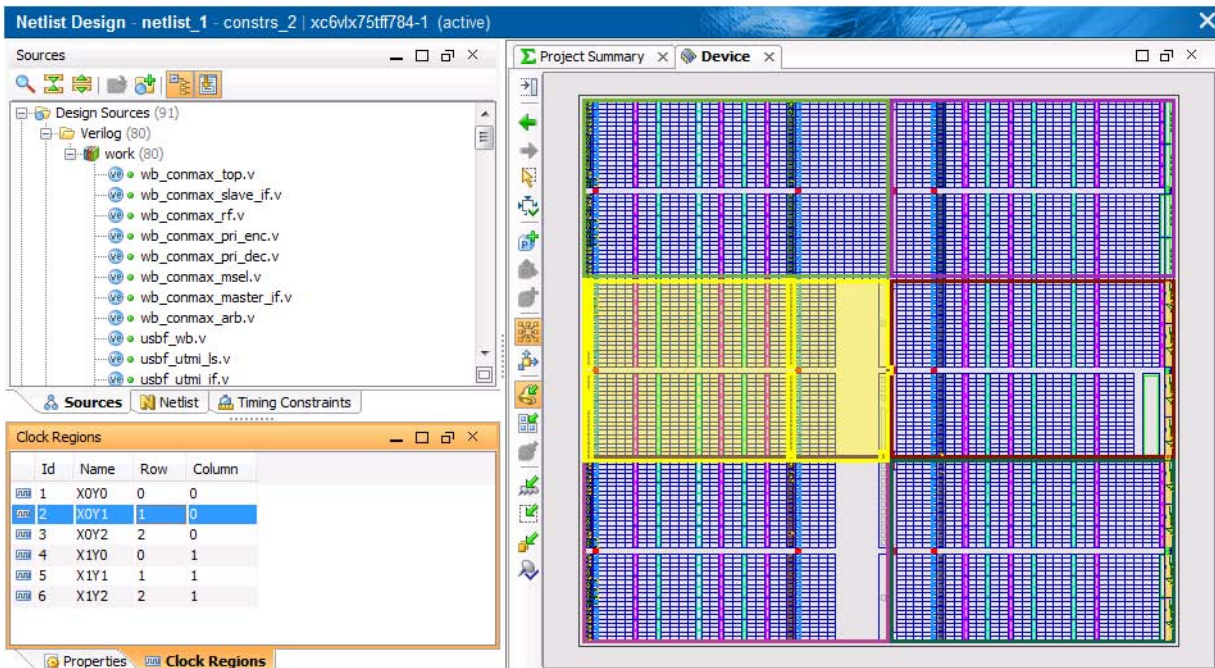 Netlist Design - netlist_1 - constrs_2 | xc6vlx75tff784-1 (active)
Sources
Design Sources (91)
Verilog (80)
work (80)
wb_conmax_top.v
wb_conmax_slave_if.v
wb_conmax_rf.v
wb_conmax_pri_enc.v
wb_conmax_pri_dec.v
wb_conmax_msel.v
wb_conmax_master_if.v
wb_conmax_arb.v
usbf_wb.v
usbf_utmi_ls.v
usbf_utmi_if.v
Sources Netlist Timing Constraints
Clock Regions
Id Name Row Column
1 X0Y0 0 0
2 X0Y1 1 0
3 X0Y2 2 0
4 X1Y0 0 1
5 X1Y1 1 1
6 X1Y2 2 1
Properties Clock Regions
Project Summary Device